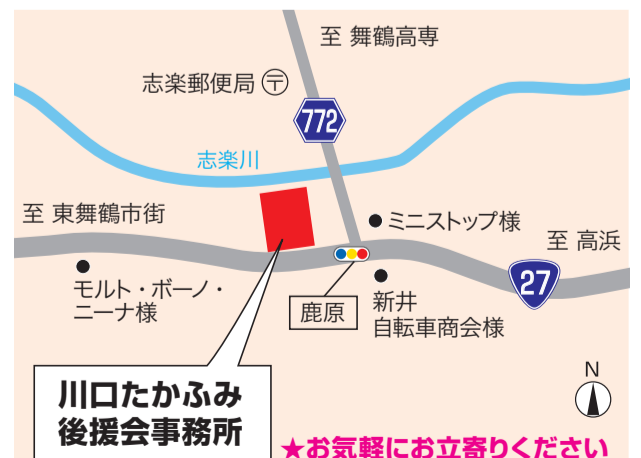 至 舞鶴高専
志楽郵便局 〒
772
志楽川
至 東舞鶴市街
ミニストップ様
至 高浜
27
モルト・ボーノ・
ニーナ様
鹿原
新井
自転車商会様
川口たかふみ
後援会事務所
N
★お気軽にお立寄りください